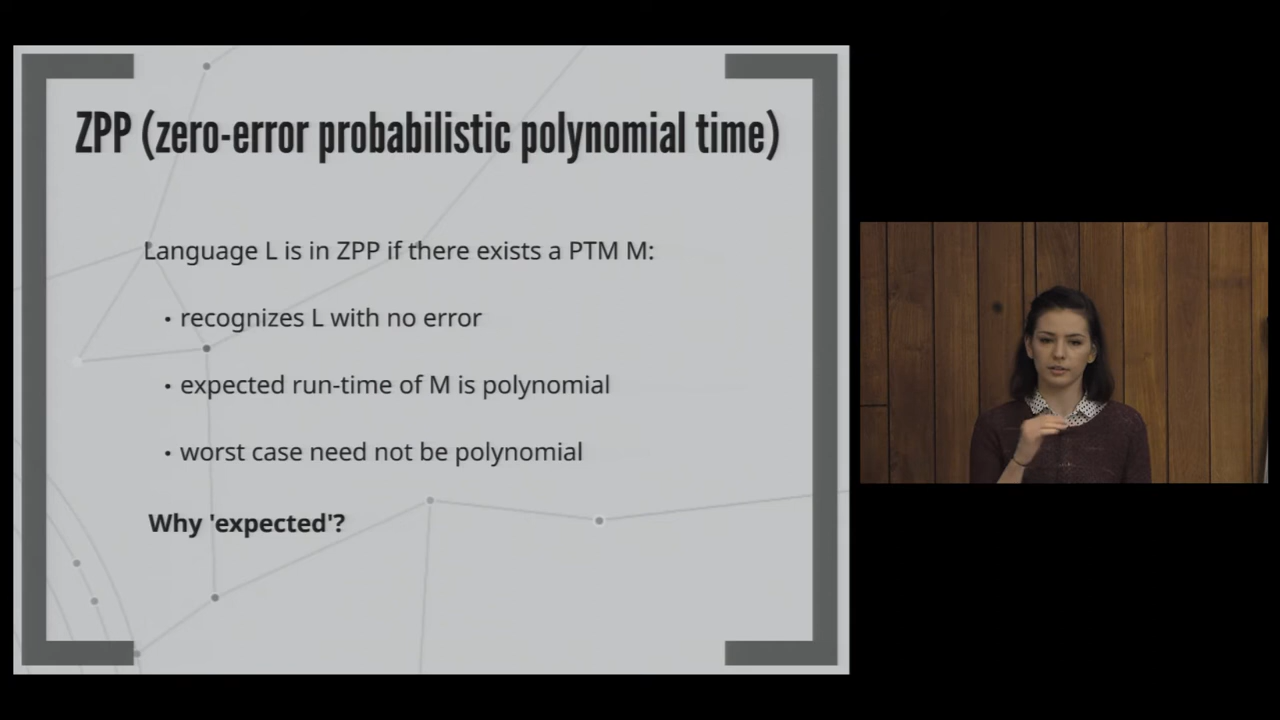 ZPP (zero-error probabilistic polynomial time)
Language L is in ZPP if there exists a PTM M:
• recognizes L with no error
• expected run-time of M is polynomial
• worst case need not be polynomial
Why 'expected'?